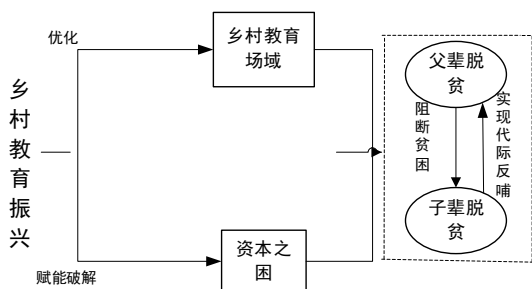 优化
乡村教育
场域
乡村教育振兴
赋能破解
资本之
困
父辈脱
贫
阻断贫困
实现代际反哺
子辈脱
贫